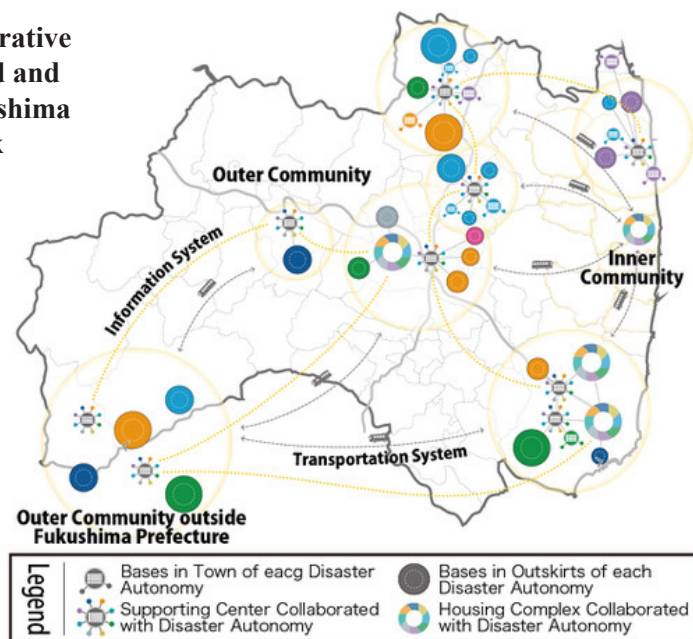 rative
l and
shima
k
Outer Community
Information System
Inner
Community
Transportation System
Outer Community outside
Fukushima Prefecture
Legend
Bases in Town of eacg Disaster
Autonomy
Bases in Outskirts of each
Disaster Autonomy
Supporting Center Collaborated
with Disaster Autonomy
Housing Complex Collaborated
with Disaster Autonomy